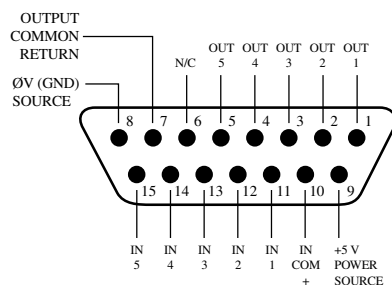 OUTPUT
COMMON
RETURN
ØV (GND)
SOURCE
N/C
OUT
5
OUT
4
OUT
3
OUT
2
OUT
1
8 7 6 5 4 3 2 1
15 14 13 12 11 10 9
IN
5
IN
4
IN
3
IN
2
IN
1
IN
COM
+
+5 V
POWER
SOURCE